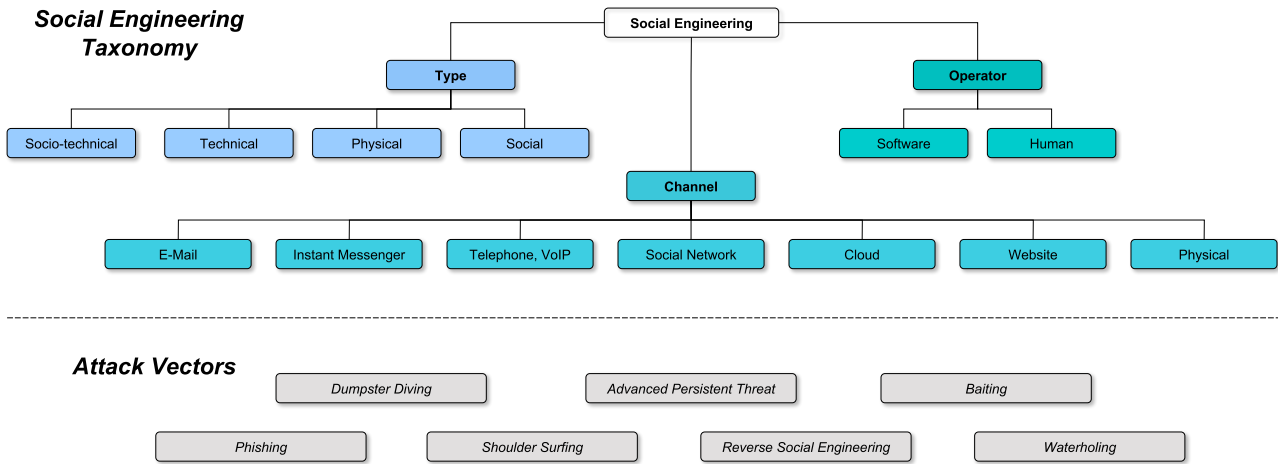 Social Engineering
Taxonomy
Social Engineering
Type
Operator
Socio-technical
Technical
Physical
Social
Software
Human
Channel
E-Mail
Instant Messenger
Telephone, VoIP
Social Network
Cloud
Website
Physical
Attack Vectors
Dumpster Diving
Advanced Persistent Threat
Baiting
Phishing
Shoulder Surfing
Reverse Social Engineering
Waterholing